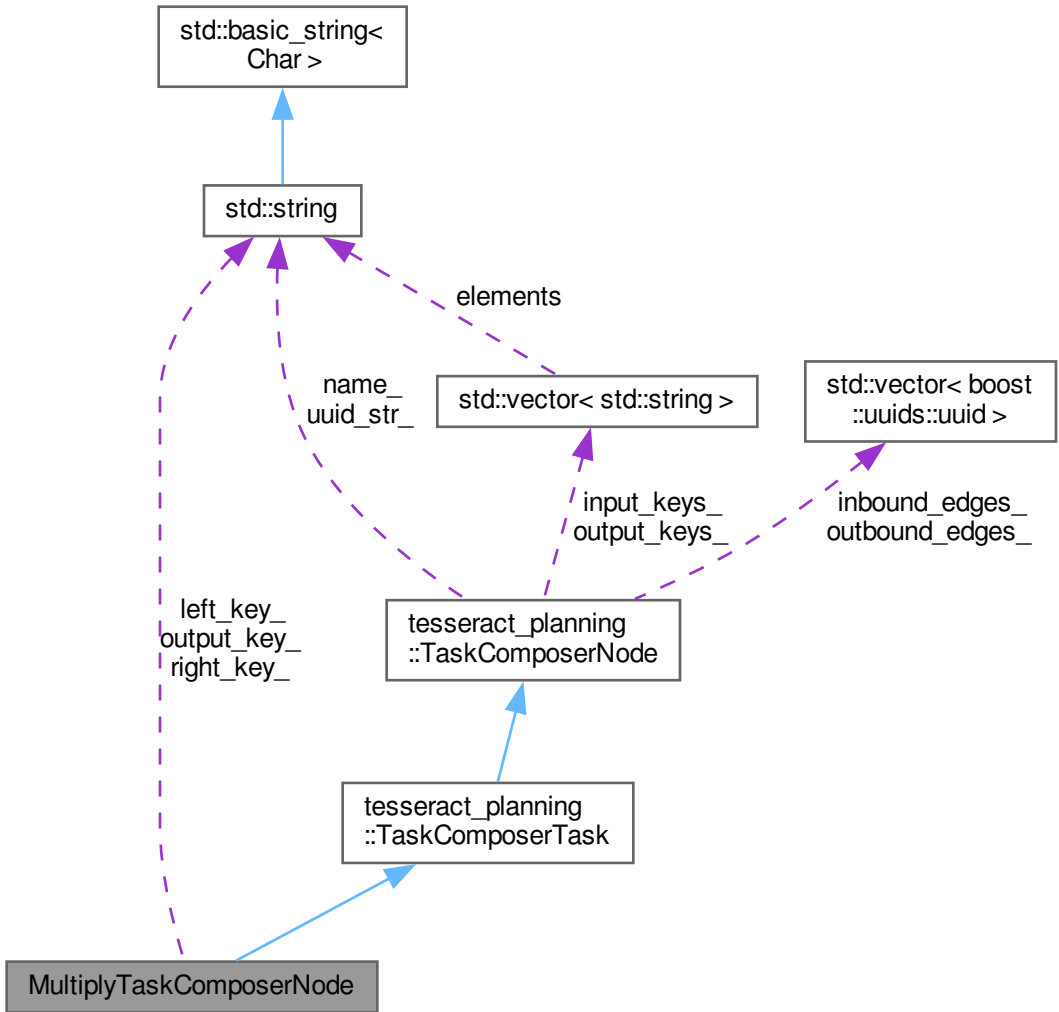 std::basic_string<
Char >
std::string
elements
name_
uuid_str_
std::vector< std::string >
std::vector< boost
::uuids::uuid >
input_keys_
output_keys_
inbound_edges_
outbound_edges_
left_key_
output_key_
right_key_
tesseract_planning
::TaskComposerNode
tesseract_planning
::TaskComposerTask
MultiplyTaskComposerNode